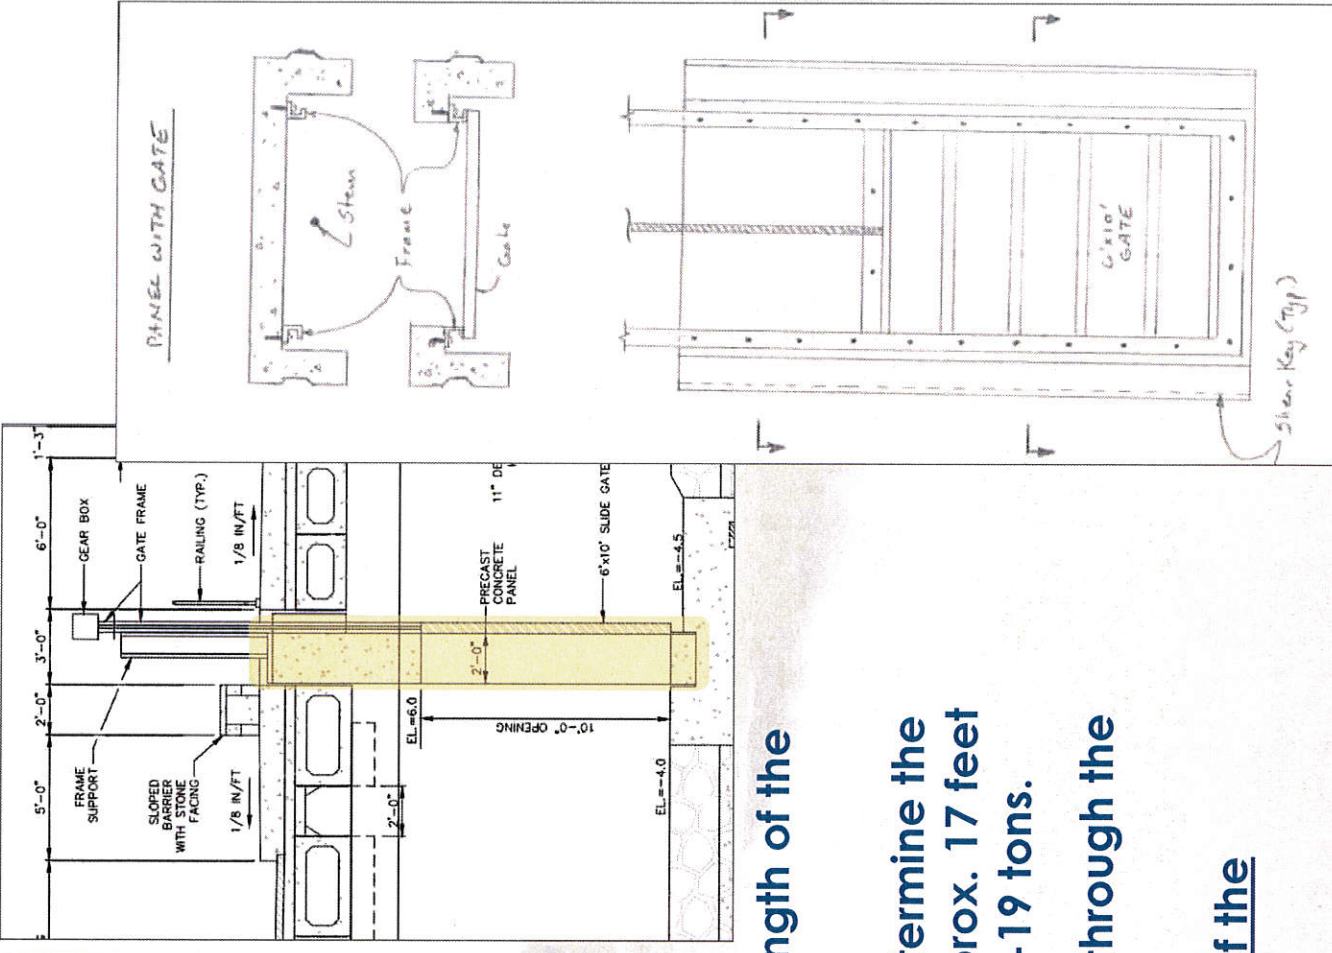 PANEL WITH GATE
Stem
Frame
Gate
6'x10'
GATE
Shear Key (Typ.)
1'-3"
6'-0"
3'-0"
2'-0"
5'-0"
GEAR BOX
GATE FRAME
RAILING (TYP.)
1/8 IN/FT
FRAME
SUPPORT
SLOPED
BARRIER
WITH STONE
FACING
1/8 IN/FT
11" DE
PRECAST
CONCRETE
PANEL
6'x10' SLIDE GATE
2'-0"
EL.=6.0
10'-0" OPENING
2'-0"
EL.=-4.5
EL.=-4.0
ngth of the
termine the
prox. 17 feet
-19 tons.
through the
f the